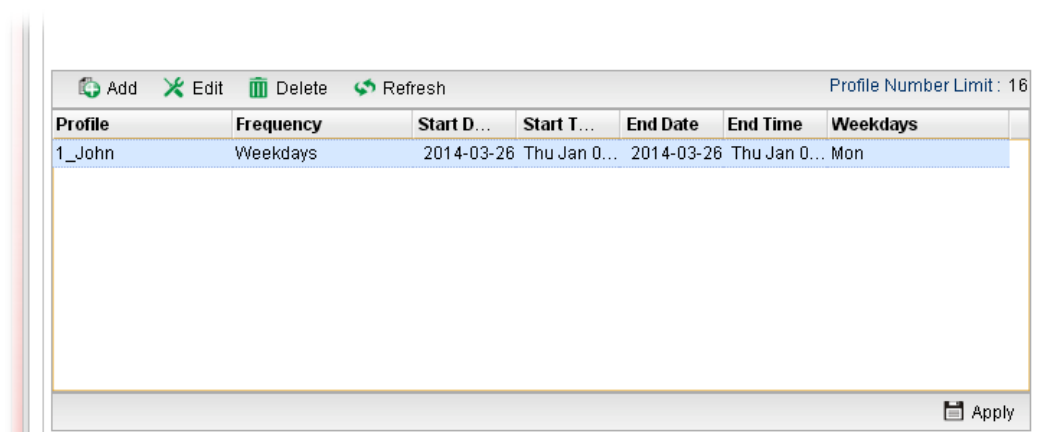 Add Edit Delete Refresh Profile Number Limit : 16
Profile Frequency Start D... Start T... End Date End Time Weekdays
1_John Weekdays 2014-03-26 Thu Jan 0... 2014-03-26 Thu Jan 0... Mon
Apply